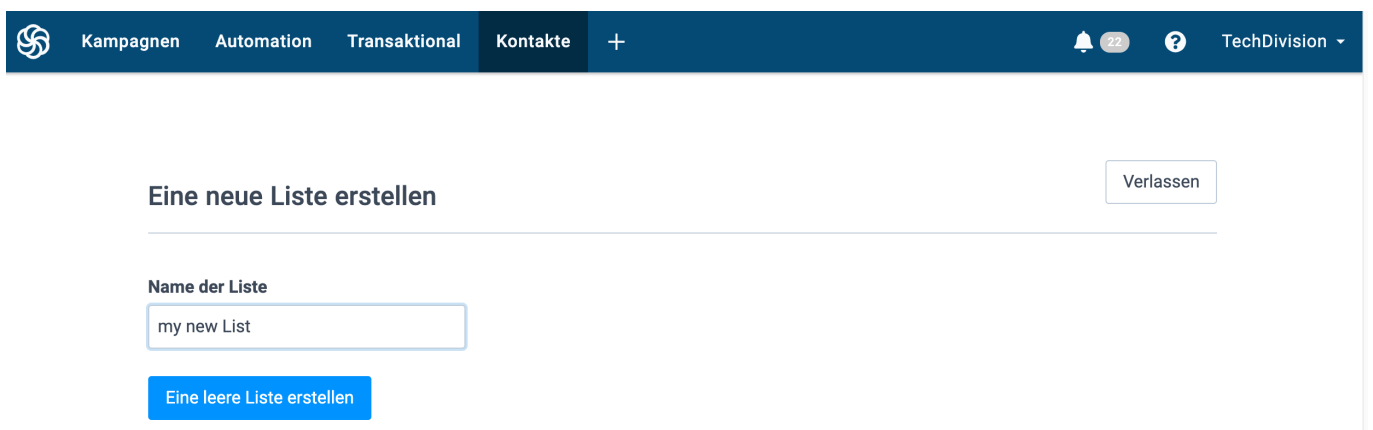 Kampagnen Automation Transaktional Kontakte + 22 ? TechDivision
Verlassen
Eine neue Liste erstellen
Name der Liste
my new List
Eine leere Liste erstellen